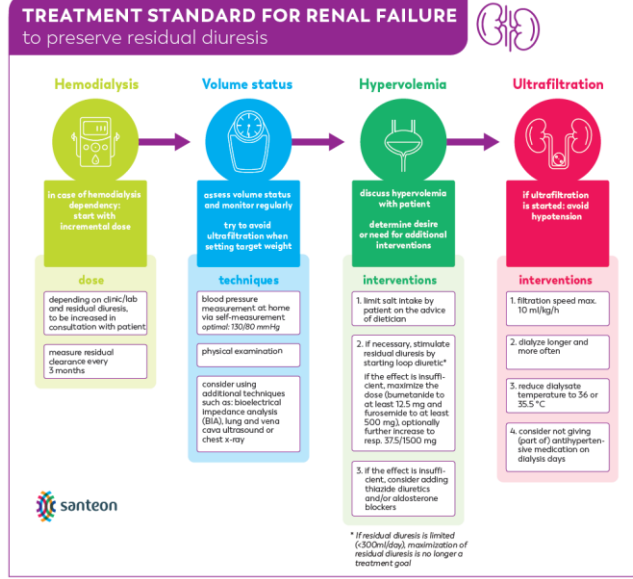 TREATMENT STANDARD FOR RENAL FAILURE
to preserve residual diuresis
Hemodialysis
in case of hemodialysis
dependency:
start with
incremental dose
dose
depending on clinic/lab
and residual diuresis,
to be increased in
consultation with patient
measure residual
clearance every
3 months
Volume status
assess volume status
and monitor regularly
try to avoid
ultrafiltration when
setting target weight
techniques
blood pressure
measurement at home
via self-measurement
optimal: 130/80 mmHg
physical examination
consider using
additional techniques
such as: bioelectrical
impedance analysis
(BIA), lung and vena
cava ultrasound or
chest x-ray
Hypervolemia
discuss hypervolemia
with patient
determine desire
or need for additional
interventions
interventions
1. limit salt intake by
patient on the advice
of dietician
2. if necessary, stimulate
residual diuresis by
starting loop diuretic*
if the effect is insuffi-
cient, maximize the
dose (bumetanide to
at least 12.5 mg and
furosemide to at least
500 mg), optionally
further increase to
resp. 37.5/1500 mg
3. if the effect is insuffi-
cient, consider adding
thiazide diuretics
and/or aldosterone
blockers
* If residual diuresis is limited
(<300ml/day), maximization of
residual diuresis is no longer a
treatment goal
Ultrafiltration
if ultrafiltration
is started: avoid
hypotension
interventions
1. filtration speed max.
10 ml/kg/h
2. dialyze longer and
more often
3. reduce dialysate
temperature to 36 or
35.5 °C
4. consider not giving
(part of) antihyperten-
sive medication on
dialysis days
santeon